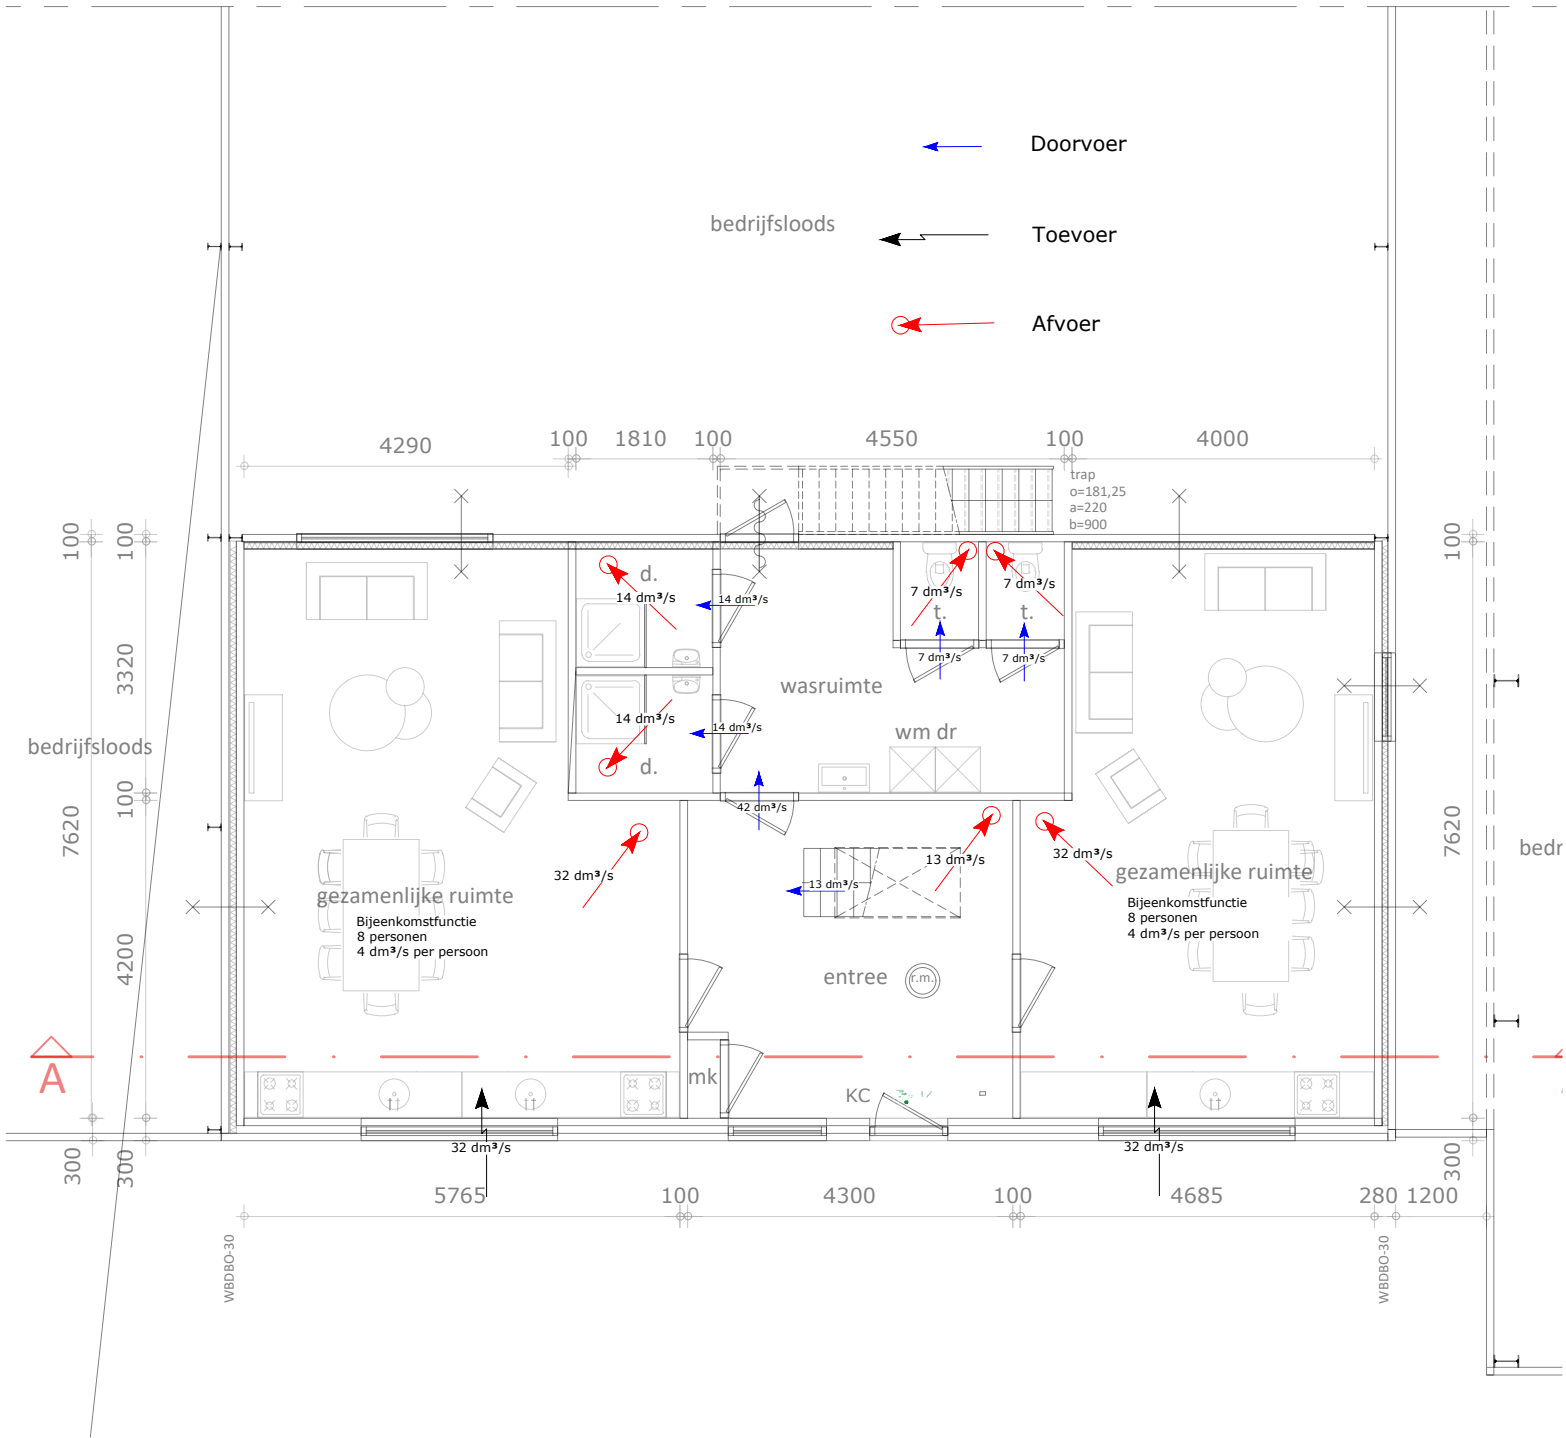 Doorvoer
bedrijfsloods
Toevoer
Afvoer
4290
100
1810
100
4550
100
4000
trap
o=181,25
a=220
b=900
100
100
100
d.
14 dm³/s
14 dm³/s
7 dm³/s
7 dm³/s
t.
t.
7 dm³/s
7 dm³/s
3320
wasruimte
14 dm³/s
14 dm³/s
wm dr
bedrijfsloods
d.
100
7620
42 dm³/s
7620
bedr
32 dm³/s
13 dm³/s
13 dm³/s
32 dm³/s
gezamenlijke ruimte
Bijeenkomstfunctie
8 personen
4 dm³/s per persoon
gezamenlijke ruimte
Bijeenkomstfunctie
8 personen
4 dm³/s per persoon
4200
entree
r.m.
A
mk
KC
32 dm³/s
32 dm³/s
300
300
300
5765
100
4300
100
4685
280
1200
WBDBO-30
WBDBO-30